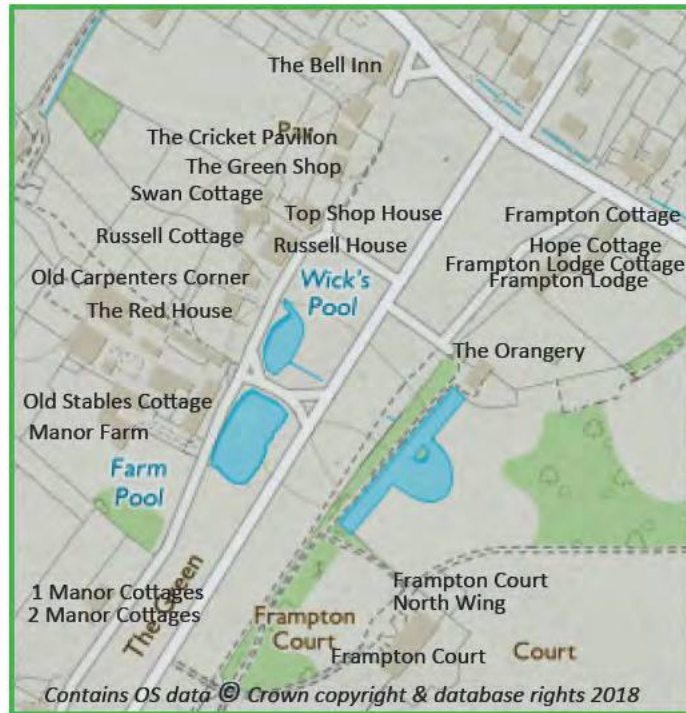 The Bell Inn
The Cricket Pavilion
The Green Shop
Swan Cottage
Top Shop House
Frampton Cottage
Russell Cottage
Russell House
Hope Cottage
Frampton Lodge Cottage
Frampton Lodge
Old Carpenters Corner
Wick's
Pool
The Red House
The Orangery
Old Stables Cottage
Manor Farm
Farm
Pool
1 Manor Cottages
2 Manor Cottages
The Green
Frampton Court
North Wing
Frampton
Court
Frampton Court
Court
Contains OS data © Crown copyright & database rights 2018